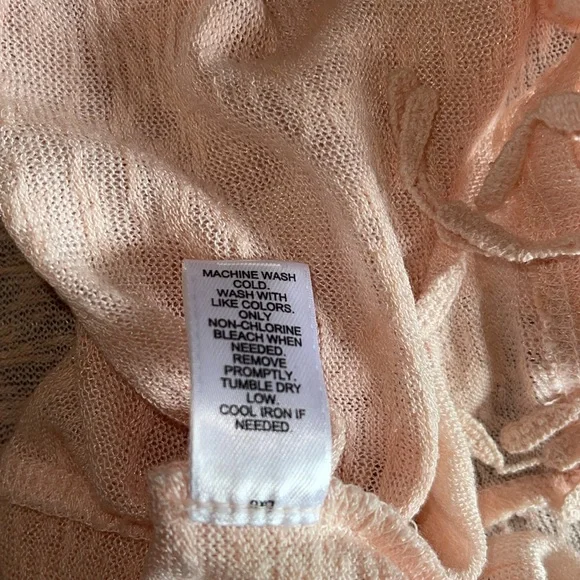 MACHINE WASH
COLD.
WASH WITH
LIKE COLORS.
ONLY
NON-CHLORINE
BLEACH WHEN
NEEDED.
REMOVE
PROMPTLY.
TUMBLE DRY
LOW.
COOL IRON IF
NEEDED